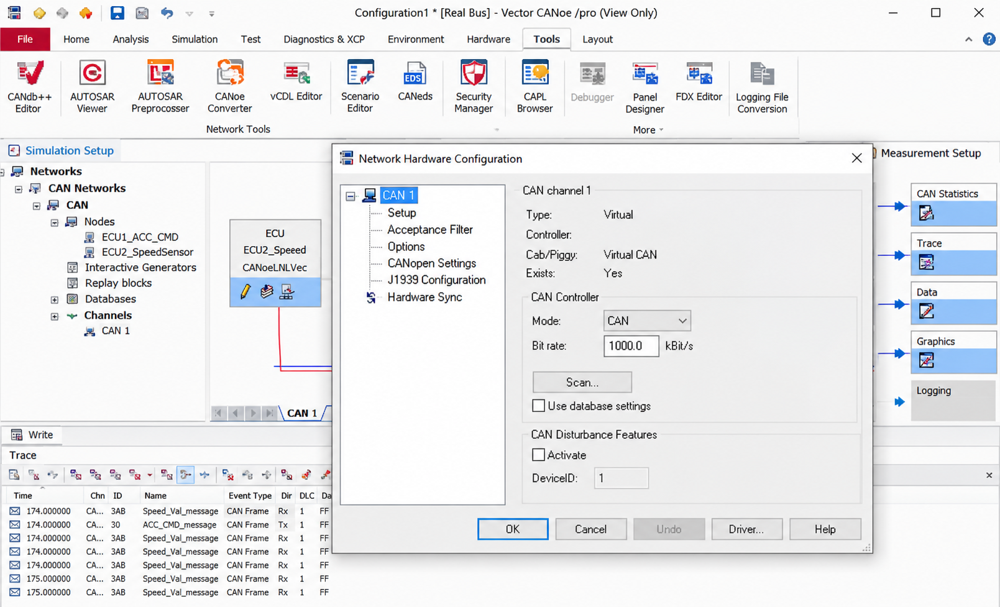 Configuration1 * [Real Bus] - Vector CANoe /pro (View Only)
File Home Analysis Simulation Test Diagnostics & XCP Environment Hardware Tools Layout
CANdb++ Editor
AUTOSAR Viewer
AUTOSAR Preprocosser
CANoe Converter
vCDL Editor
Scenario Editor
EDS
CANeds
Security Manager
CAPL Browser
Debugger
Panel Designer
FDX Editor
Logging File Conversion
Network Tools
More
Simulation Setup
Networks
CAN Networks
CAN
Nodes
ECU1_ACC_CMD
ECU2_SpeedSensor
Interactive Generators
Replay blocks
Databases
Channels
CAN 1
ECU
ECU2_Speeed
CANoeLNLVec
CAN 1
Network Hardware Configuration
CAN 1
Setup
Acceptance Filter
Options
CANopen Settings
J1939 Configuration
Hardware Sync
CAN channel 1
Type: Virtual
Controller:
Cab/Piggy: Virtual CAN
Exists: Yes
CAN Controller
Mode: CAN
Bit rate: 1000.0 kBit/s
Scan...
Use database settings
CAN Disturbance Features
Activate
DeviceID: 1
OK Cancel Undo Driver... Help
Measurement Setup
CAN Statistics
Trace
Data
Graphics
Logging
Write
Trace
Time Chn ID Name Event Type Dir DLC Da
174.000000 CA... 3AB Speed_Val_message CAN Frame Rx 1 FF
174.000000 CA... 30 ACC_CMD_message CAN Frame Tx 1 FF
174.000000 CA... 3AB Speed_Val_message CAN Frame Rx 1 FF
174.000000 CA... 3AB Speed_Val_message CAN Frame Rx 1 FF
174.000000 CA... 3AB Speed_Val_message CAN Frame Rx 1 FF
175.000000 CA... 3AB Speed_Val_message CAN Frame Rx 1 FF
175.000000 CA... 3AB Speed_Val_message CAN Frame Rx 1 FF